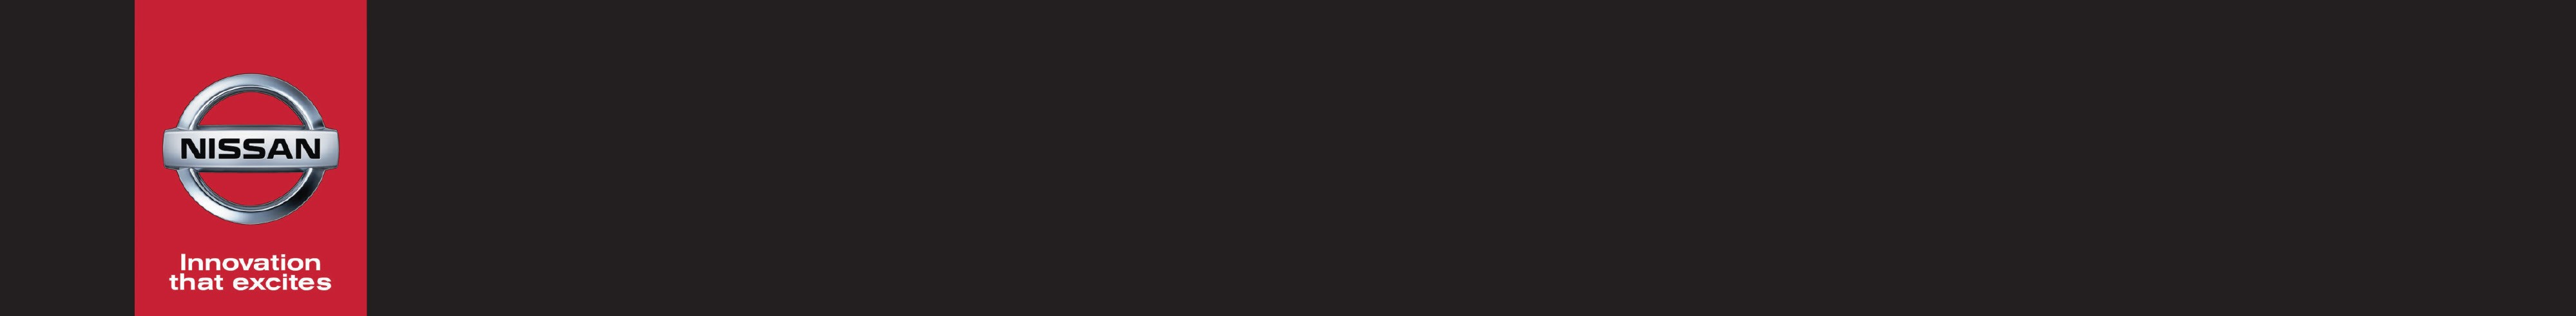 NISSAN
Innovation
that excites